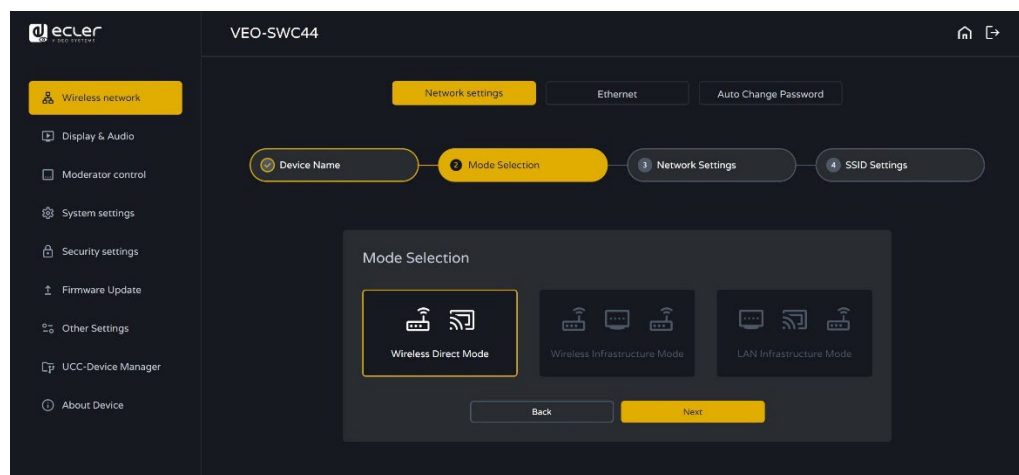 ecler
VIDEO SYSTEMS
VEO-SWC44
Wireless network
Display & Audio
Moderator control
System settings
Security settings
Firmware Update
Other Settings
UCC-Device Manager
About Device
Network settings
Ethernet
Auto Change Password
Device Name
2 Mode Selection
3 Network Settings
4 SSID Settings
Mode Selection
Wireless Direct Mode
Wireless Infrastructure Mode
LAN Infrastructure Mode
Back
Next